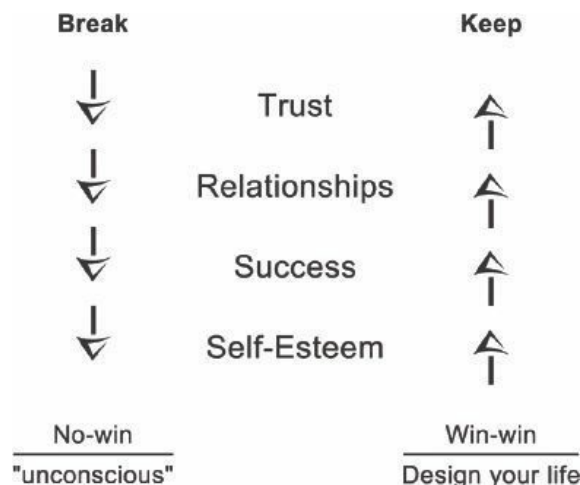 Break Keep
Trust
Relationships
Success
Self-Esteem
No-win Win-win
"unconscious" Design your life